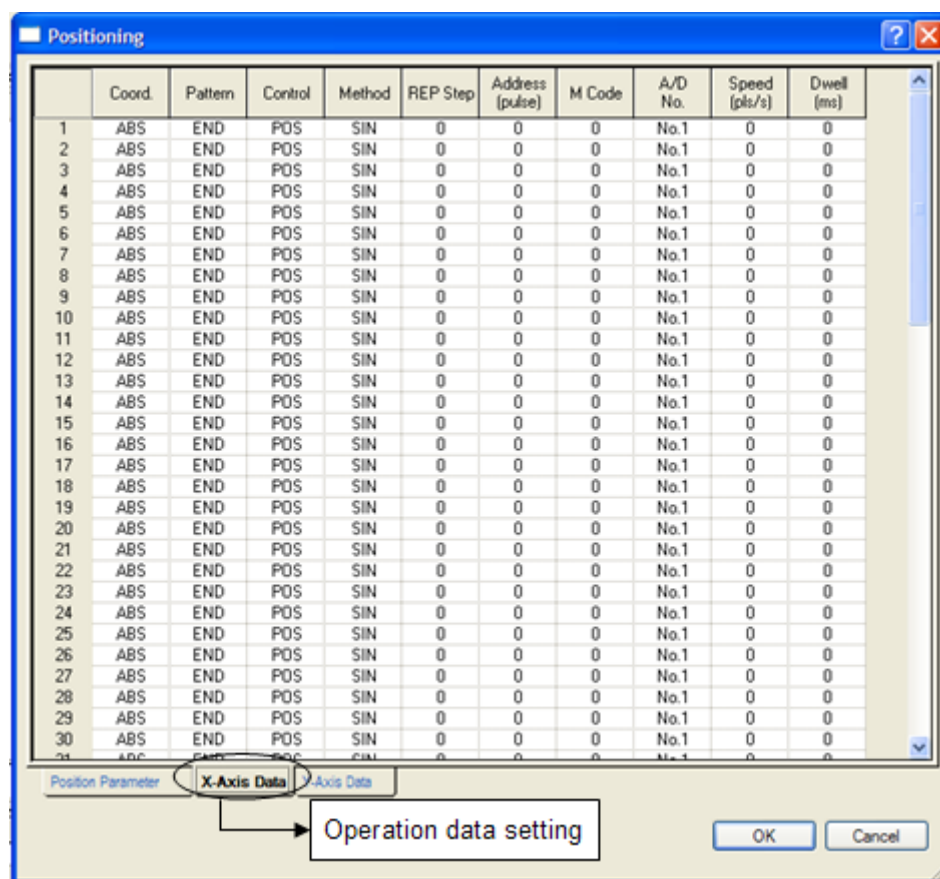 Positioning
Coord. Pattern Control Method REP Step Address (pulse) M Code A/D No. Speed (pls/s) Dwell (ms)
1 ABS END POS SIN 0 0 0 No.1 0 0
2 ABS END POS SIN 0 0 0 No.1 0 0
3 ABS END POS SIN 0 0 0 No.1 0 0
4 ABS END POS SIN 0 0 0 No.1 0 0
5 ABS END POS SIN 0 0 0 No.1 0 0
6 ABS END POS SIN 0 0 0 No.1 0 0
7 ABS END POS SIN 0 0 0 No.1 0 0
8 ABS END POS SIN 0 0 0 No.1 0 0
9 ABS END POS SIN 0 0 0 No.1 0 0
10 ABS END POS SIN 0 0 0 No.1 0 0
11 ABS END POS SIN 0 0 0 No.1 0 0
12 ABS END POS SIN 0 0 0 No.1 0 0
13 ABS END POS SIN 0 0 0 No.1 0 0
14 ABS END POS SIN 0 0 0 No.1 0 0
15 ABS END POS SIN 0 0 0 No.1 0 0
16 ABS END POS SIN 0 0 0 No.1 0 0
17 ABS END POS SIN 0 0 0 No.1 0 0
18 ABS END POS SIN 0 0 0 No.1 0 0
19 ABS END POS SIN 0 0 0 No.1 0 0
20 ABS END POS SIN 0 0 0 No.1 0 0
21 ABS END POS SIN 0 0 0 No.1 0 0
22 ABS END POS SIN 0 0 0 No.1 0 0
23 ABS END POS SIN 0 0 0 No.1 0 0
24 ABS END POS SIN 0 0 0 No.1 0 0
25 ABS END POS SIN 0 0 0 No.1 0 0
26 ABS END POS SIN 0 0 0 No.1 0 0
27 ABS END POS SIN 0 0 0 No.1 0 0
28 ABS END POS SIN 0 0 0 No.1 0 0
29 ABS END POS SIN 0 0 0 No.1 0 0
30 ABS END POS SIN 0 0 0 No.1 0 0
Position Parameter X-Axis Data Y-Axis Data
Operation data setting
OK Cancel